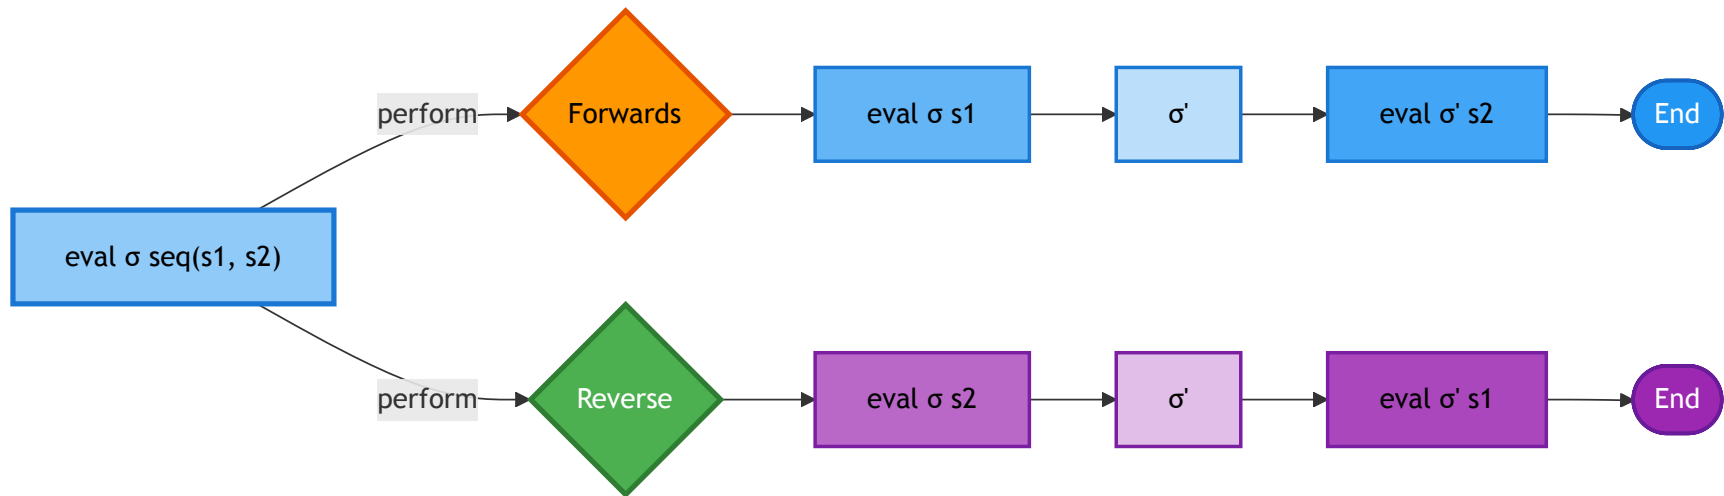 perform
Forwards
eval σ s1
σ'
eval σ' s2
End
eval σ seq(s1, s2)
perform
Reverse
eval σ s2
σ'
eval σ' s1
End